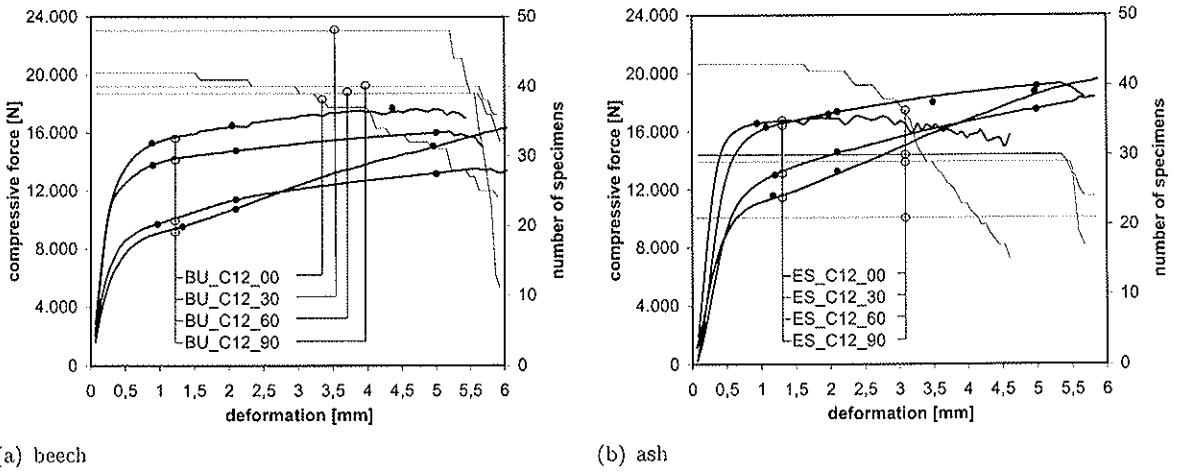 24.000
20.000
16.000
12.000
8.000
4.000
0
compressive force [N]
50
40
30
20
10
0
number of specimens
BU_C12_00
BU_C12_30
BU_C12_60
BU_C12_90
0 0,5 1 1,5 2 2,5 3 3,5 4 4,5 5 5,5 6
deformation [mm]
(a) beech
24.000
20.000
16.000
12.000
8.000
4.000
0
compressive force [N]
50
40
30
20
10
0
number of specimens
ES_C12_00
ES_C12_30
ES_C12_60
ES_C12_90
0 0,5 1 1,5 2 2,5 3 3,5 4 4,5 5 5,5 6
deformation [mm]
(b) ash